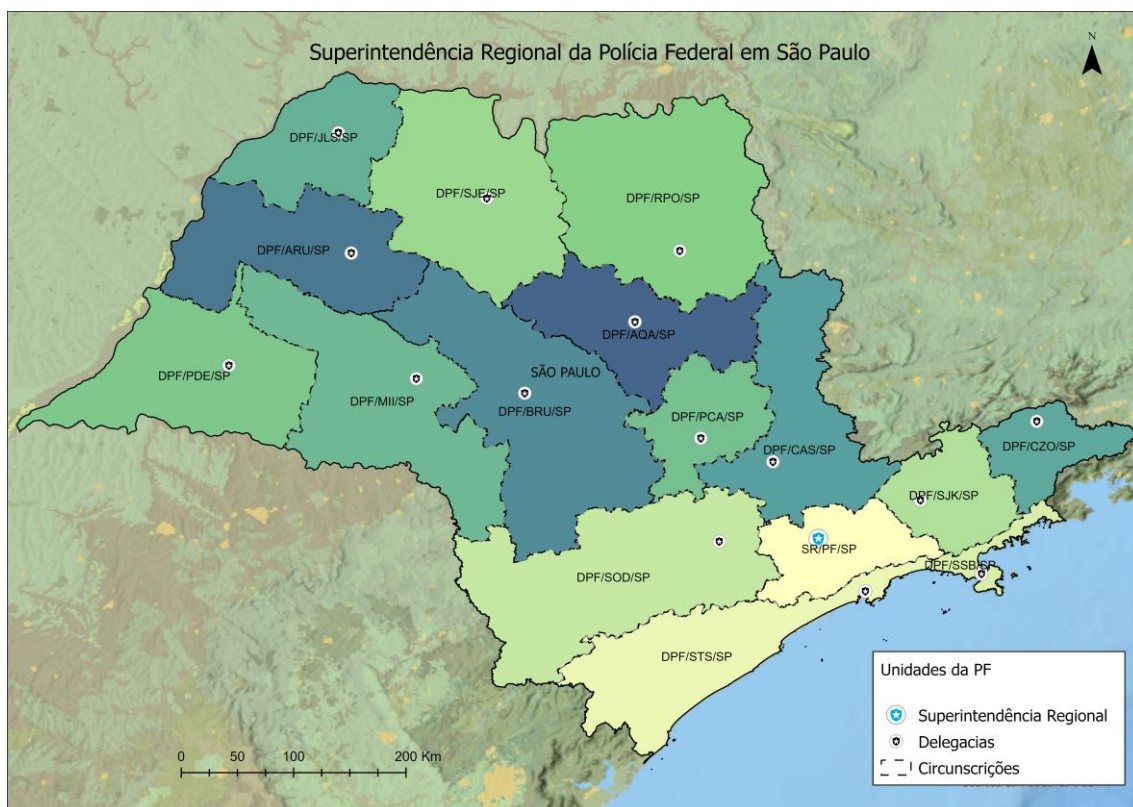 Superintendência Regional da Polícia Federal em São Paulo
N
DPF/JLS/SP
DPF/SJE/SP
DPF/RPO/SP
DPF/ARU/SP
DPF/AQA/SP
DPF/PDE/SP
SÃO PAULO
DPF/MII/SP
DPF/BRU/SP
DPF/PCA/SP
DPF/CAS/SP
DPF/CZO/SP
DPF/SJK/SP
SR/PF/SP
DPF/SSB/SP
DPF/SOD/SP
DPF/STS/SP
Unidades da PF
Superintendência Regional
Delegacias
Circunscrições
0 50 100 200 Km